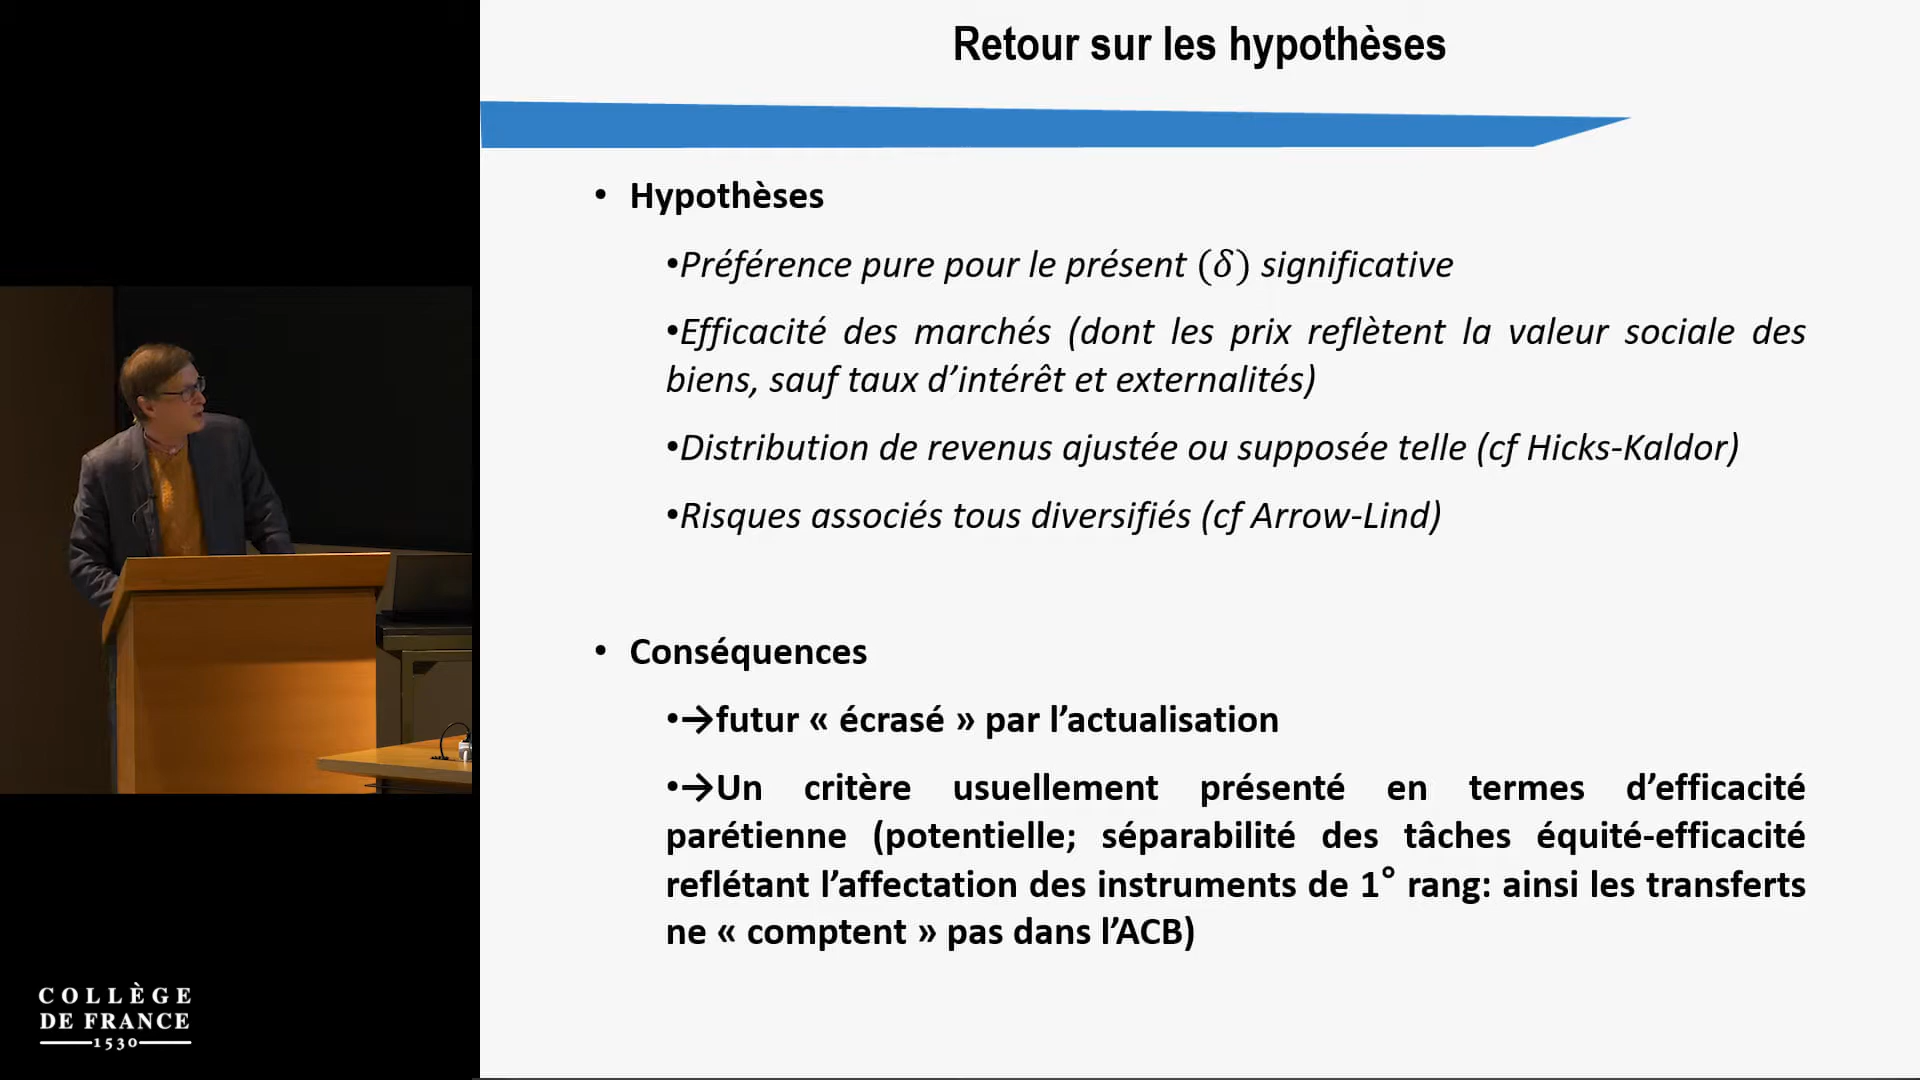 Retour sur les hypothèses
• Hypothèses
•Préférence pure pour le présent (δ) significative
•Efficacité des marchés (dont les prix reflètent la valeur sociale des
biens, sauf taux d’intérêt et externalités)
•Distribution de revenus ajustée ou supposée telle (cf Hicks-Kaldor)
•Risques associés tous diversifiés (cf Arrow-Lind)
• Conséquences
•→futur « écrasé » par l’actualisation
•→Un critère usuellement présenté en termes d’efficacité
parétienne (potentielle; séparabilité des tâches équité-efficacité
reflétant l’affectation des instruments de 1° rang: ainsi les transferts
ne « comptent » pas dans l’ACB)
COLLÈGE
DE FRANCE
1530